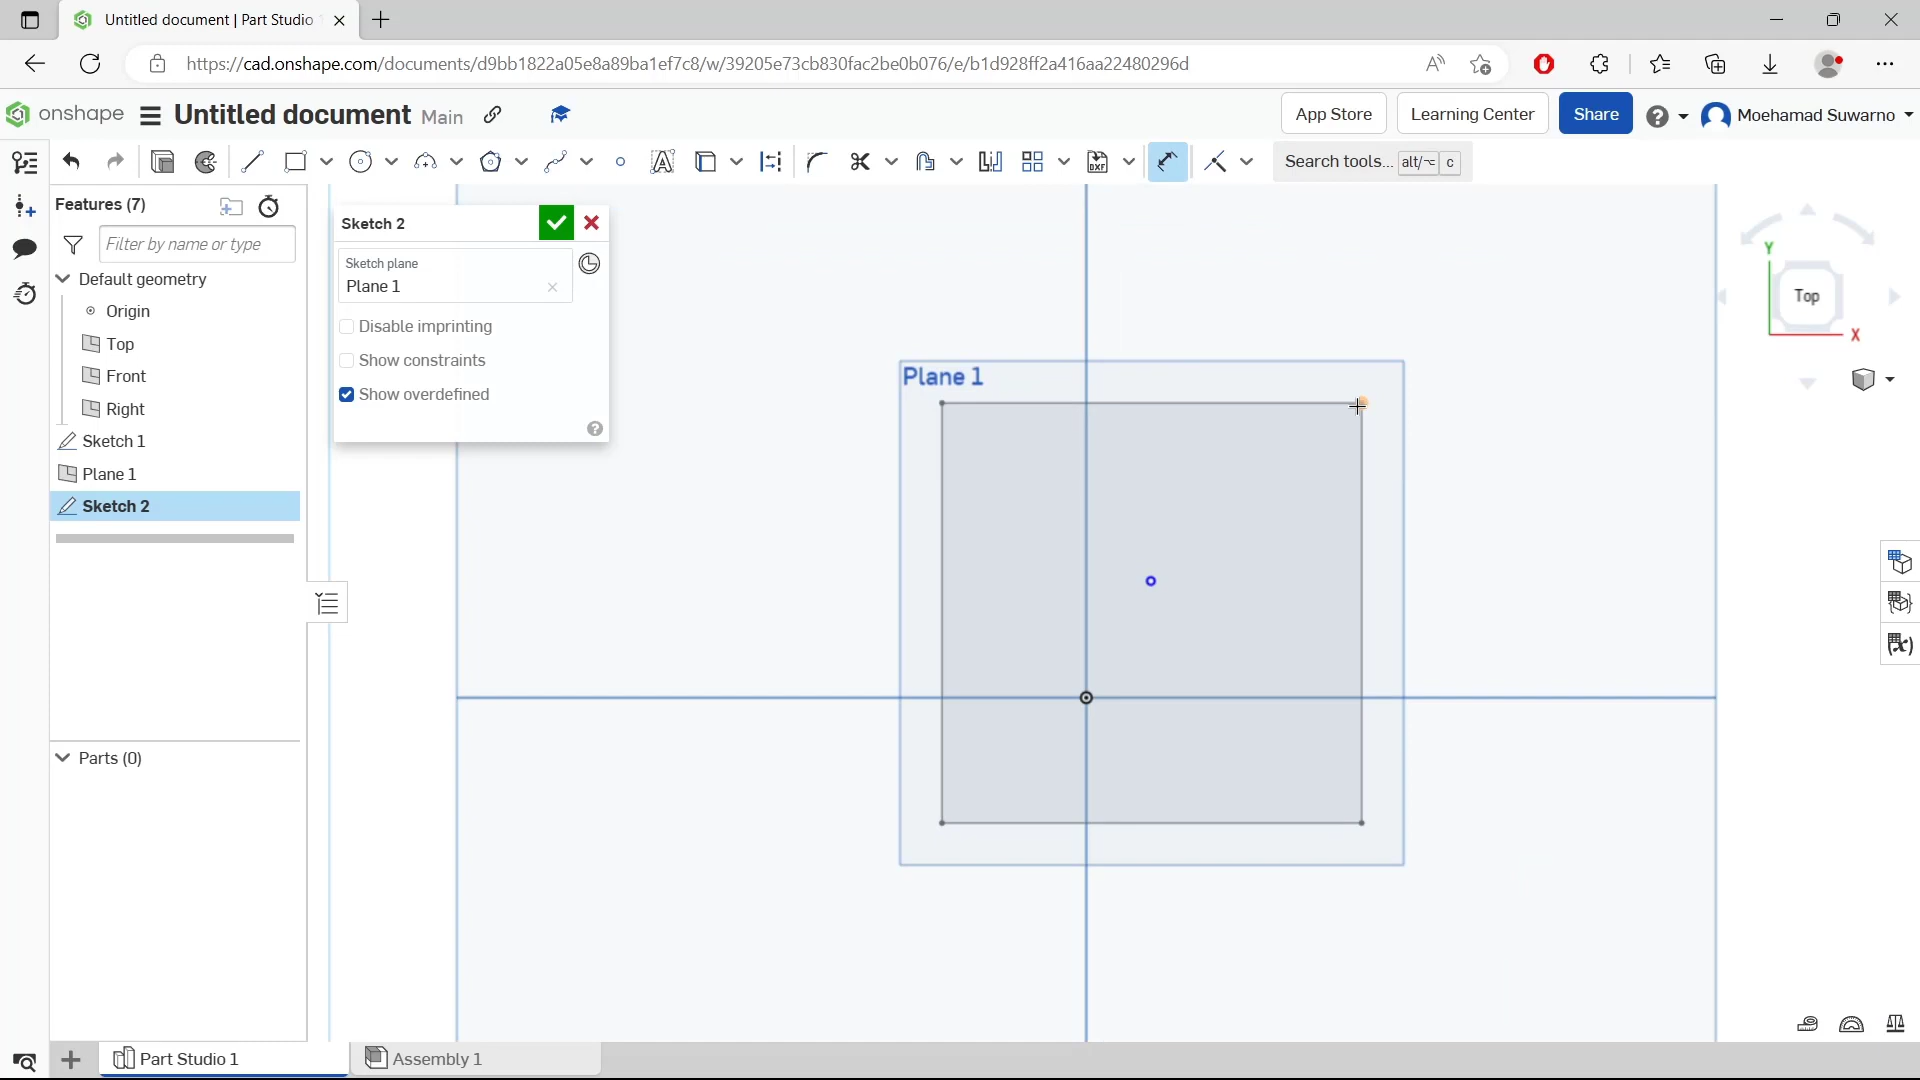 Untitled document | Part Studio
https://cad.onshape.com/documents/d9bb1822a05e8a89ba1ef7c8/w/39205e73cb830fac2be0b076/e/b1d928ff2a416aa22480296d
onshape Untitled document Main
App Store Learning Center Share Moehamad Suwarno
Search tools... alt/⌥ c
Features (7)
Filter by name or type
Default geometry
Origin
Top
Front
Right
Sketch 1
Plane 1
Sketch 2
Parts (0)
Sketch 2
Sketch plane
Plane 1
Disable imprinting
Show constraints
Show overdefined
Plane 1
Y
Top
X
Part Studio 1
Assembly 1